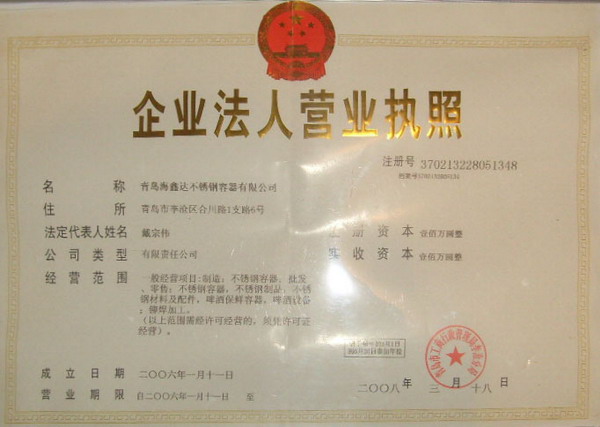 企业法人营业执照
注册号 370213228051348
名 称 青岛海鑫达不锈钢容器有限公司
住 所 青岛市李沧区合川路1支路6号
法定代表人姓名 戴宗伟
注 册 资 本 壹佰万圆整
公 司 类 型 有限责任公司
实 收 资 本 壹佰万圆整
经 营 范 围 一般经营项目:制造:不锈钢容器;批发
、零售:不锈钢容器,不锈钢制品,不锈
钢材料及配件,啤酒保鲜容器,啤酒设备
;铆焊加工。
(以上范围需经许可经营的,须凭许可证
经营)。
成 立 日 期 二〇〇六年一月十一日
二〇〇八 年 三 月 十八 日
营 业 期 限 自二〇〇六年一月十一日 至